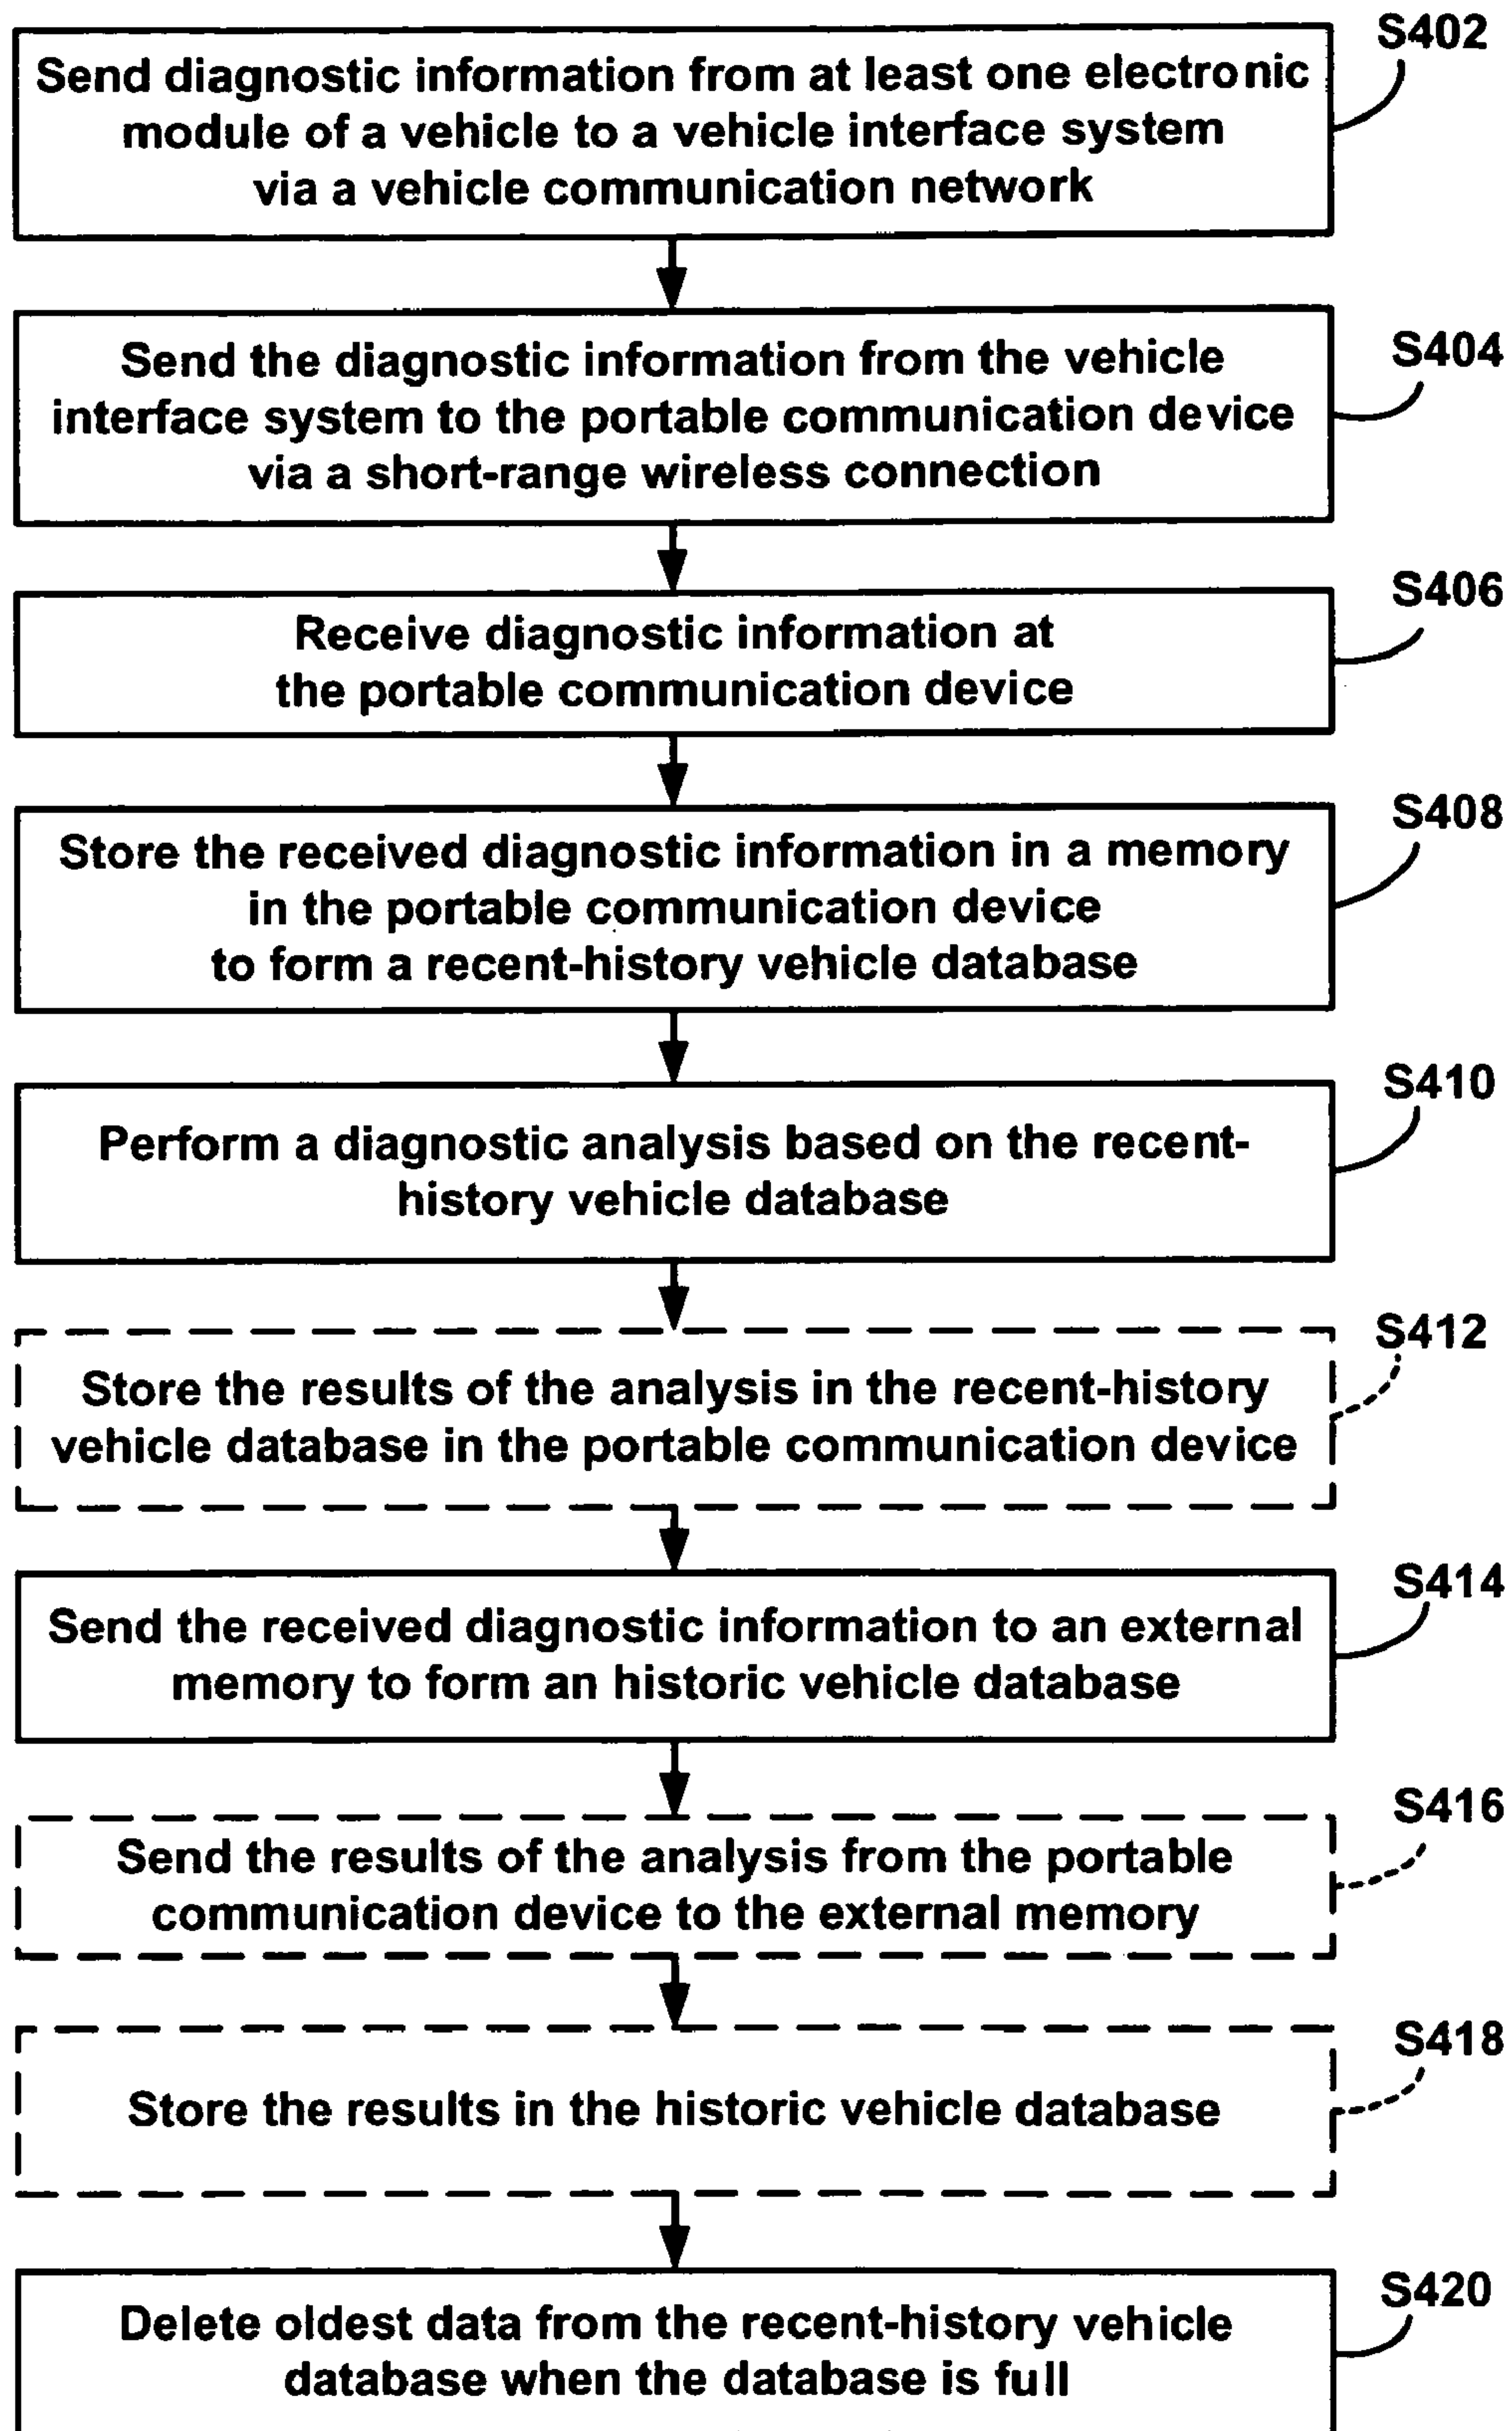 S402
Send diagnostic information from at least one electronic
module of a vehicle to a vehicle interface system
via a vehicle communication network
S404
Send the diagnostic information from the vehicle
interface system to the portable communication device
via a short-range wireless connection
S406
Receive diagnostic information at
the portable communication device
S408
Store the received diagnostic information in a memory
in the portable communication device
to form a recent-history vehicle database
S410
Perform a diagnostic analysis based on the recent-
history vehicle database
S412
Store the results of the analysis in the recent-history
vehicle database in the portable communication device
S414
Send the received diagnostic information to an external
memory to form an historic vehicle database
S416
Send the results of the analysis from the portable
communication device to the external memory
S418
Store the results in the historic vehicle database
S420
Delete oldest data from the recent-history vehicle
database when the database is full